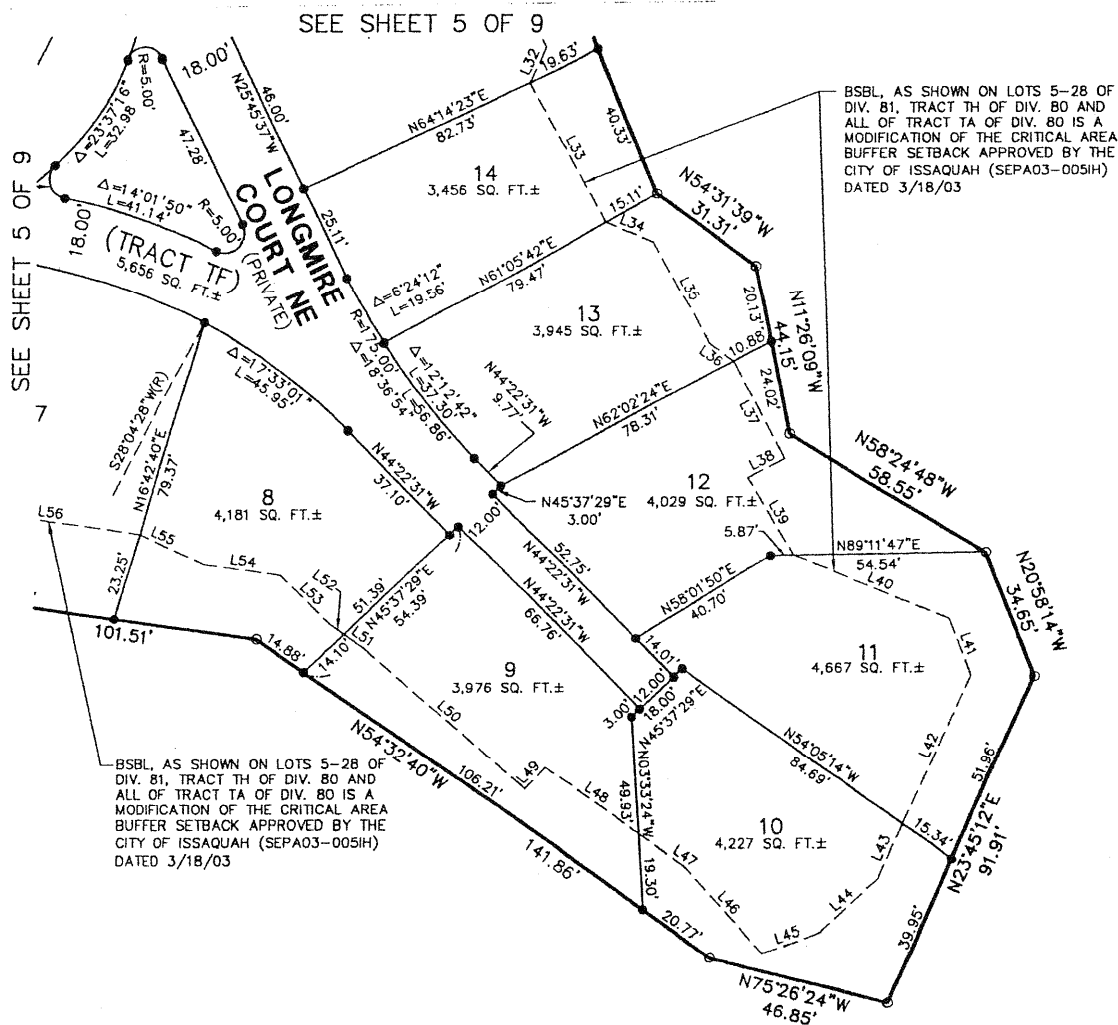 SEE SHEET 5 OF 9
SEE SHEET 5 OF 9
7
R=5.00'
18.00'
Δ=23°37'16"
L=32.98
47.28'
N25°45'37"W
46.00'
Δ=14°01'50"
L=41.14'
R=5.00'
18.00'
(TRACT TF)
5,656 SQ. FT.±
LONGMIRE
COURT NE
(PRIVATE)
25.11'
N64°14'23"E
82.73'
19.63'
L32
L33
14
3,456 SQ. FT.±
40.33'
15.11'
L34
BSBL, AS SHOWN ON LOTS 5-28 OF
DIV. 81, TRACT TH OF DIV. 80 AND
ALL OF TRACT TA OF DIV. 80 IS A
MODIFICATION OF THE CRITICAL AREA
BUFFER SETBACK APPROVED BY THE
CITY OF ISSAQUAH (SEPA03-005IH)
DATED 3/18/03
N54°31'39"W
31.31'
N61°05'42"E
79.47'
Δ=6°24'12"
L=19.56'
R=175.00'
Δ=18°36'54"
L=56.86'
Δ=12°12'42"
L=37.30'
13
3,945 SQ. FT.±
L35
L36
20.13'
N11°26'09"W
44.15'
10.88'
24.02'
N44°22'31"W
9.77'
N62°02'24"E
78.31'
L37
L38
L39
Δ=17°33'01"
L=45.95'
S28°04'28"W(R)
N16°42'40"E
79.37'
23.25'
8
4,181 SQ. FT.±
N44°22'31"W
37.10'
12
4,029 SQ. FT.±
N45°37'29"E
3.00'
12.00'
N58°24'48"W
58.55'
5.87'
N89°11'47"E
54.54'
L40
52.75'
N44°22'31"W
N44°22'31"W
66.76'
N58°01'50"E
40.70'
L56
L55
L54
L53
L52
L51
51.39'
N45°37'29"E
54.39'
14.10'
101.51'
14.88'
9
3,976 SQ. FT.±
L50
L49
L48
14.01'
12.00'
18.00'
N45°37'29"E
3.00'
11
4,667 SQ. FT.±
L41
L42
N20°58'14"W
34.65'
N54°05'14"W
84.69'
15.34'
51.96'
N23°45'12"E
91.91'
N54°32'40"W
106.21'
141.86'
N03°33'24"W
49.93'
19.30'
10
4,227 SQ. FT.±
L43
L44
L45
L46
L47
20.77'
39.95'
N75°26'24"W
46.85'
BSBL, AS SHOWN ON LOTS 5-28 OF
DIV. 81, TRACT TH OF DIV. 80 AND
ALL OF TRACT TA OF DIV. 80 IS A
MODIFICATION OF THE CRITICAL AREA
BUFFER SETBACK APPROVED BY THE
CITY OF ISSAQUAH (SEPA03-005IH)
DATED 3/18/03